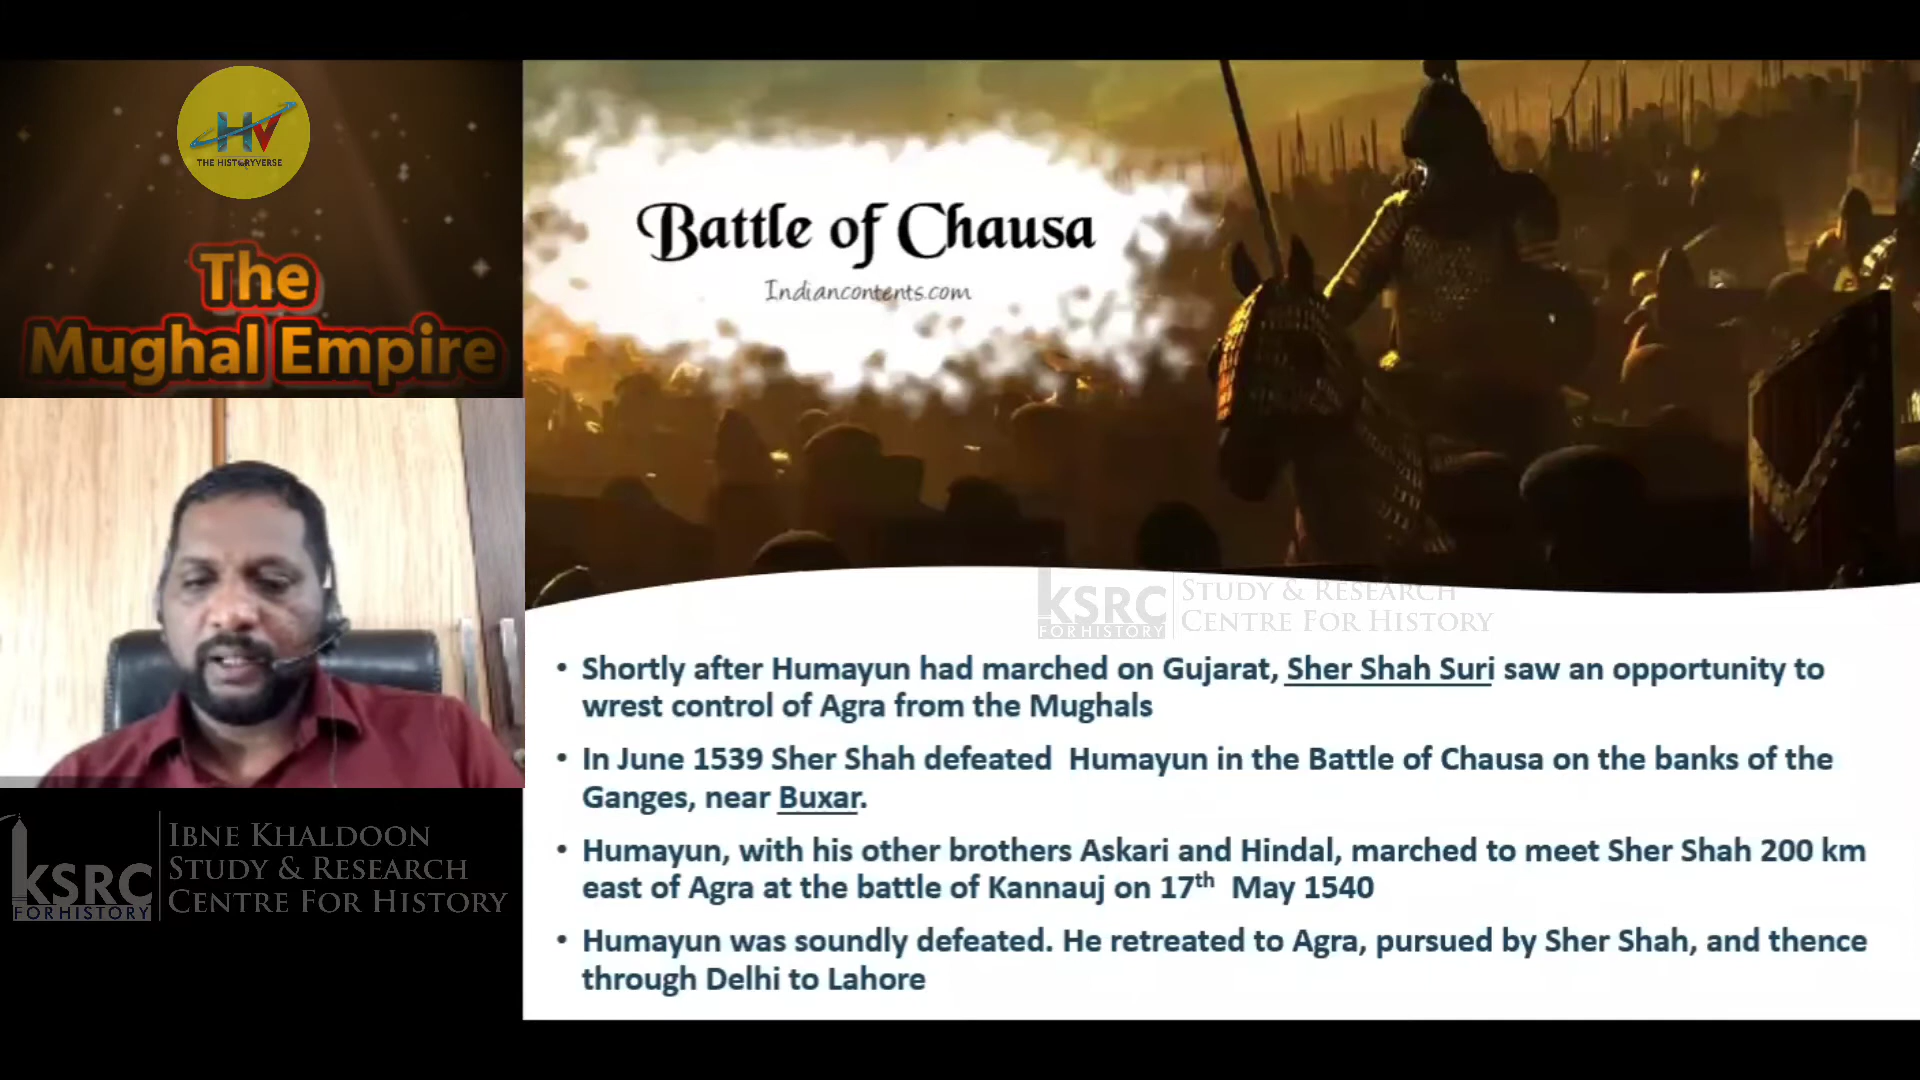 HV
THE HISTORYVERSE
The
Mughal Empire
KSRC
FORHISTORY
IBNE KHALDOON
STUDY & RESEARCH
CENTRE FOR HISTORY
Battle of Chausa
Indiancontents.com
KSRC
FORHISTORY
STUDY & RESEARCH
CENTRE FOR HISTORY
• Shortly after Humayun had marched on Gujarat, Sher Shah Suri saw an opportunity to
wrest control of Agra from the Mughals
• In June 1539 Sher Shah defeated Humayun in the Battle of Chausa on the banks of the
Ganges, near Buxar.
• Humayun, with his other brothers Askari and Hindal, marched to meet Sher Shah 200 km
east of Agra at the battle of Kannauj on 17th May 1540
• Humayun was soundly defeated. He retreated to Agra, pursued by Sher Shah, and thence
through Delhi to Lahore